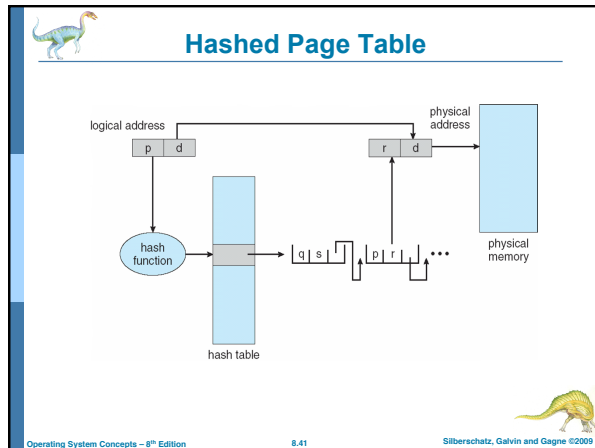 Hashed Page Table
logical address
physical
address
p d
r d
hash
function
q s
p r
•••
physical
memory
hash table
Operating System Concepts – 8th Edition
8.41
Silberschatz, Galvin and Gagne ©2009